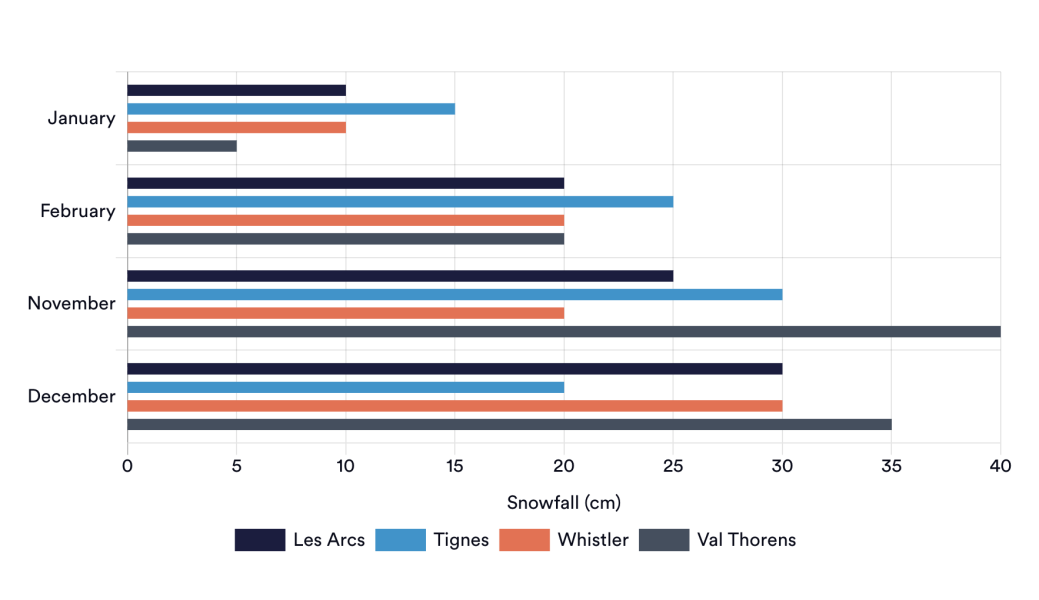 January
February
November
December
0 5 10 15 20 25 30 35 40
Snowfall (cm)
Les Arcs Tignes Whistler Val Thorens